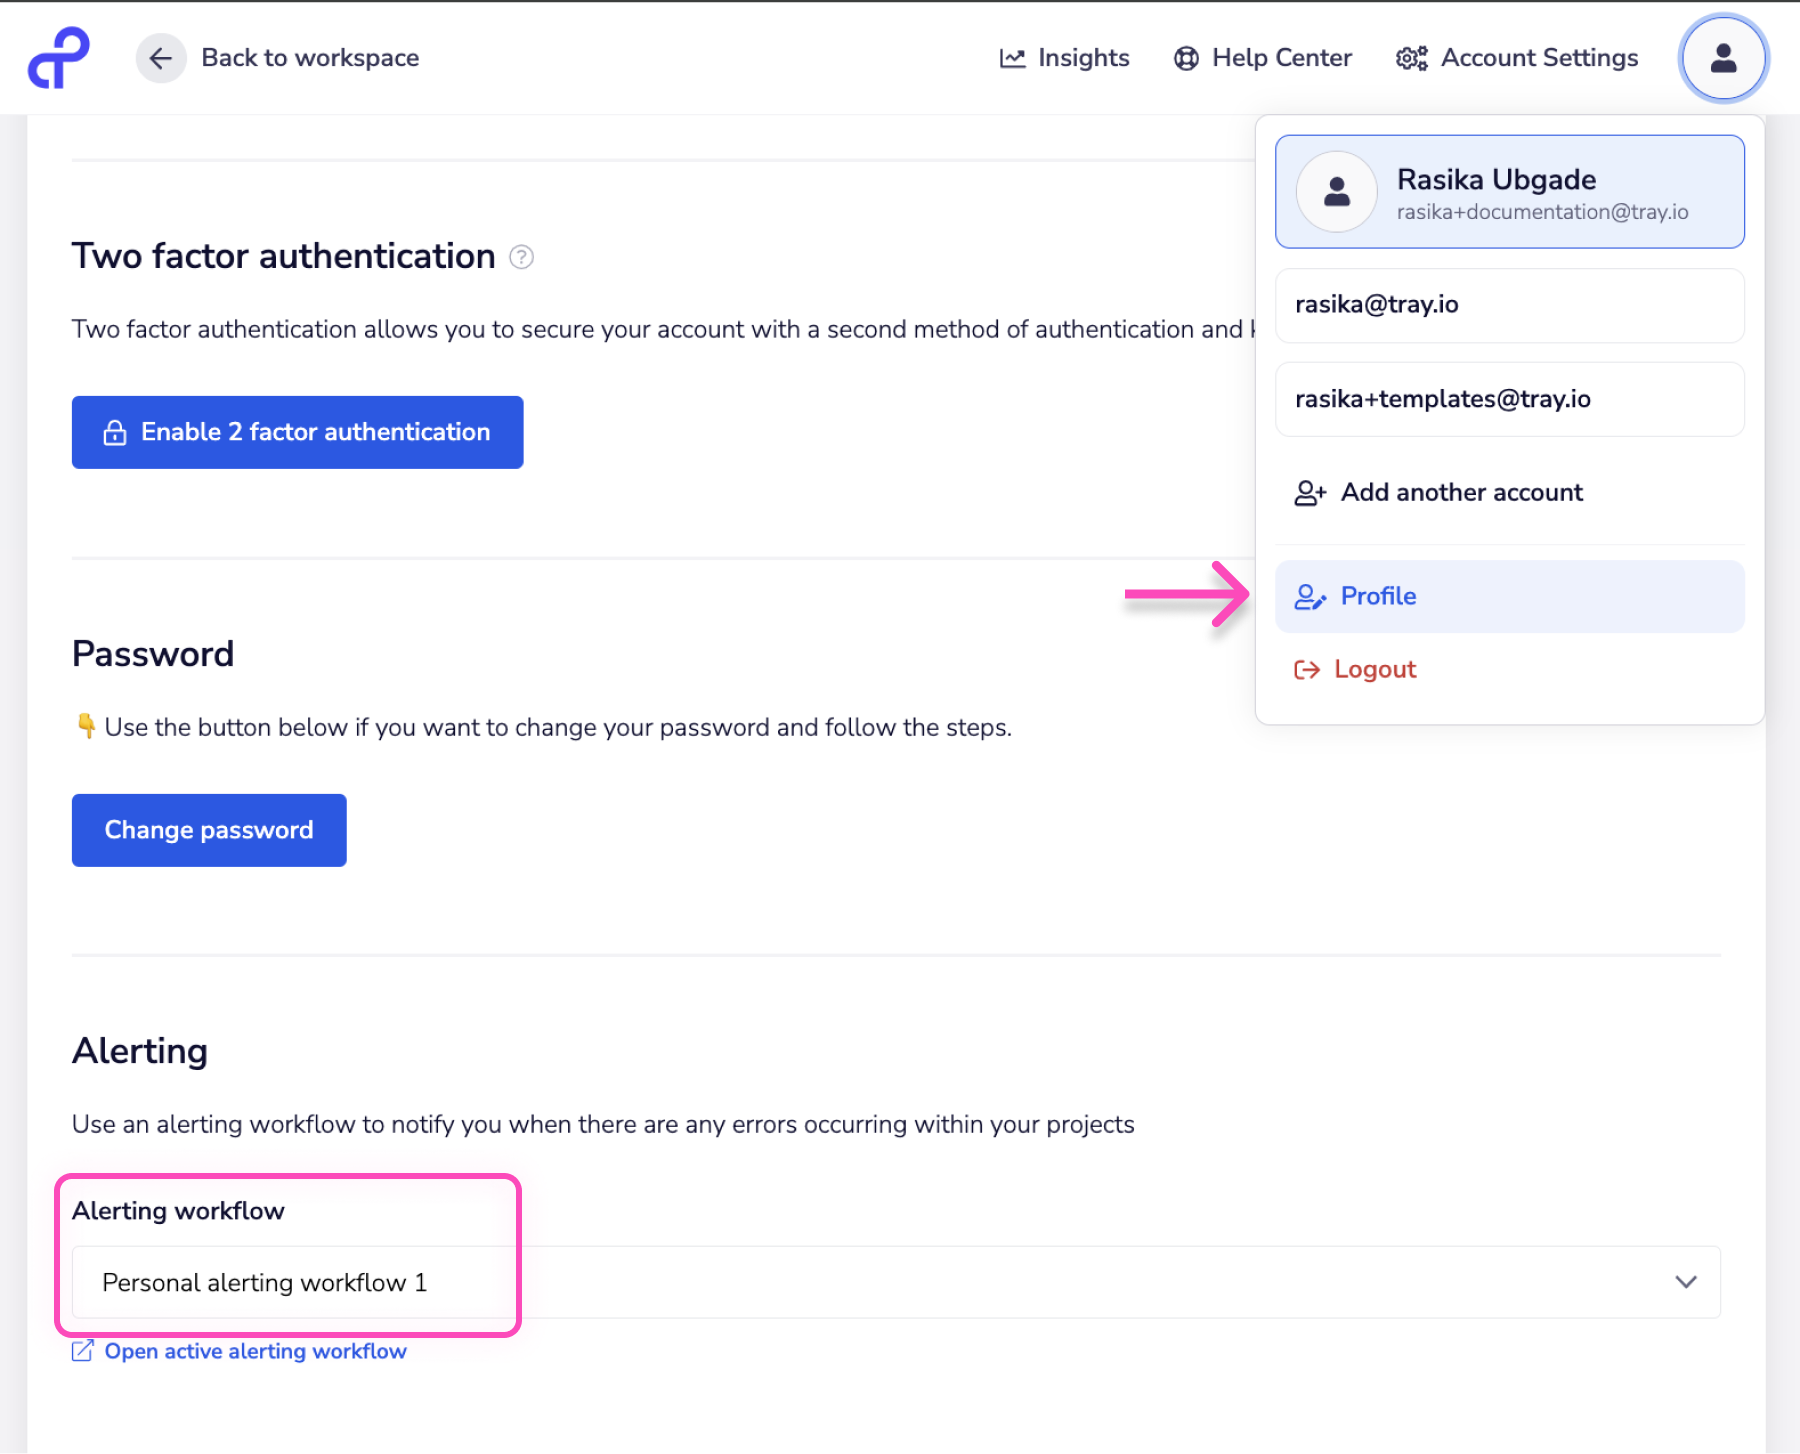 Back to workspace
Insights
Help Center
Account Settings
Rasika Ubgade
rasika+documentation@tray.io
rasika@tray.io
rasika+templates@tray.io
Add another account
Profile
Logout
Two factor authentication ?
Two factor authentication allows you to secure your account with a second method of authentication and
Enable 2 factor authentication
Password
👇 Use the button below if you want to change your password and follow the steps.
Change password
Alerting
Use an alerting workflow to notify you when there are any errors occurring within your projects
Alerting workflow
Personal alerting workflow 1
Open active alerting workflow